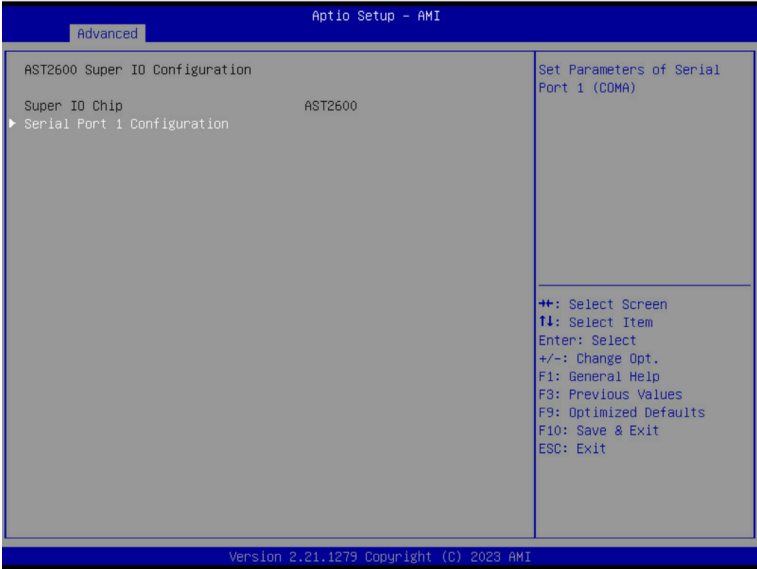 Aptio Setup – AMI
Advanced
AST2600 Super IO Configuration
Super IO Chip AST2600
▶ Serial Port 1 Configuration
Set Parameters of Serial
Port 1 (COMA)
→←: Select Screen
↑↓: Select Item
Enter: Select
+/-: Change Opt.
F1: General Help
F3: Previous Values
F9: Optimized Defaults
F10: Save & Exit
ESC: Exit
Version 2.21.1279 Copyright (C) 2023 AMI